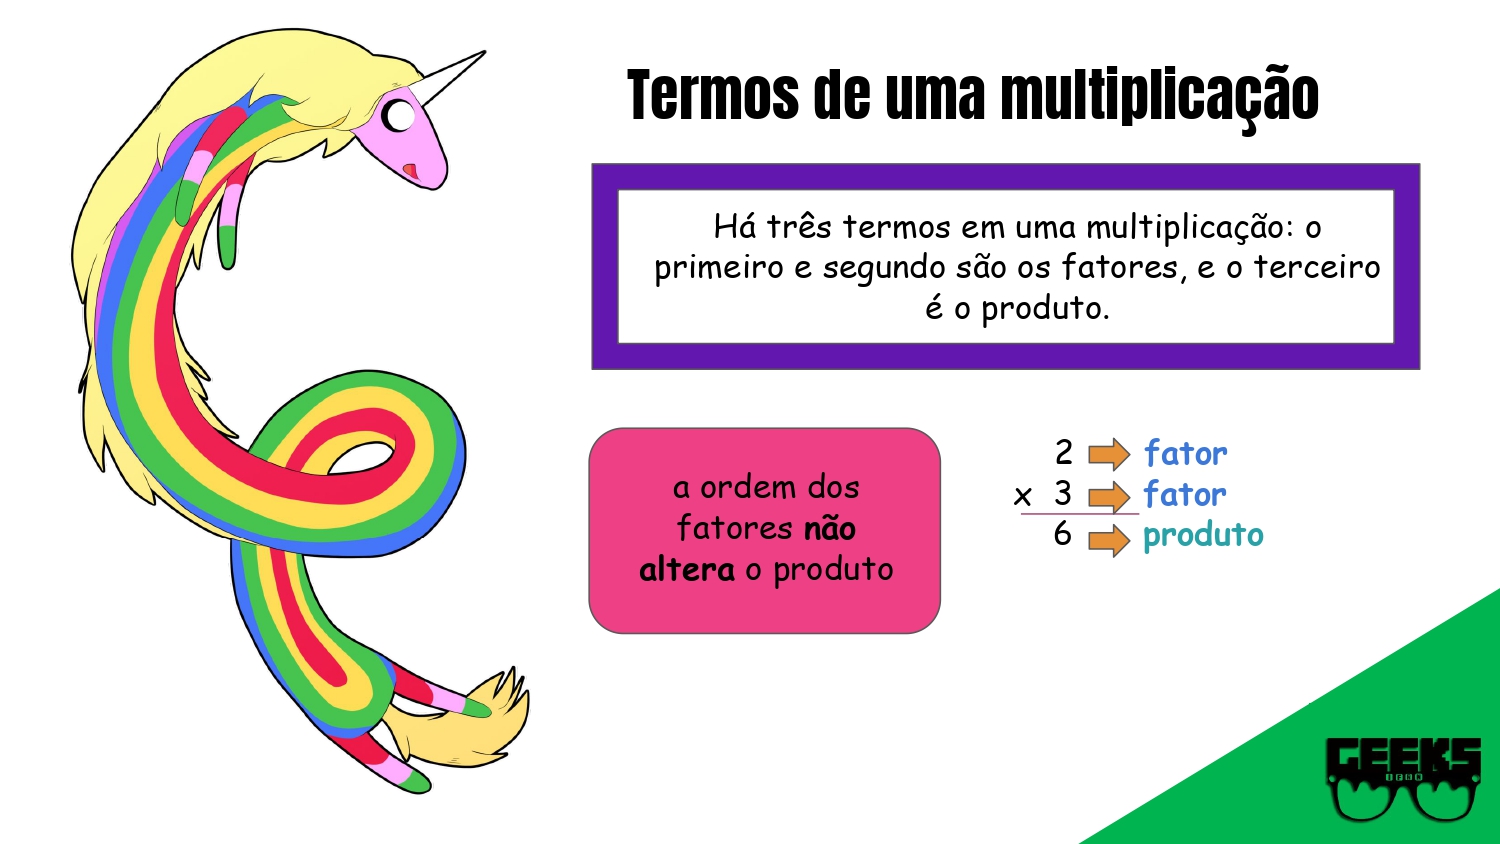 Termos de uma multiplicação
Há três termos em uma multiplicação: o
primeiro e segundo são os fatores, e o terceiro
é o produto.
a ordem dos
fatores não
altera o produto
2 fator
x 3 fator
6 produto
GEEKS